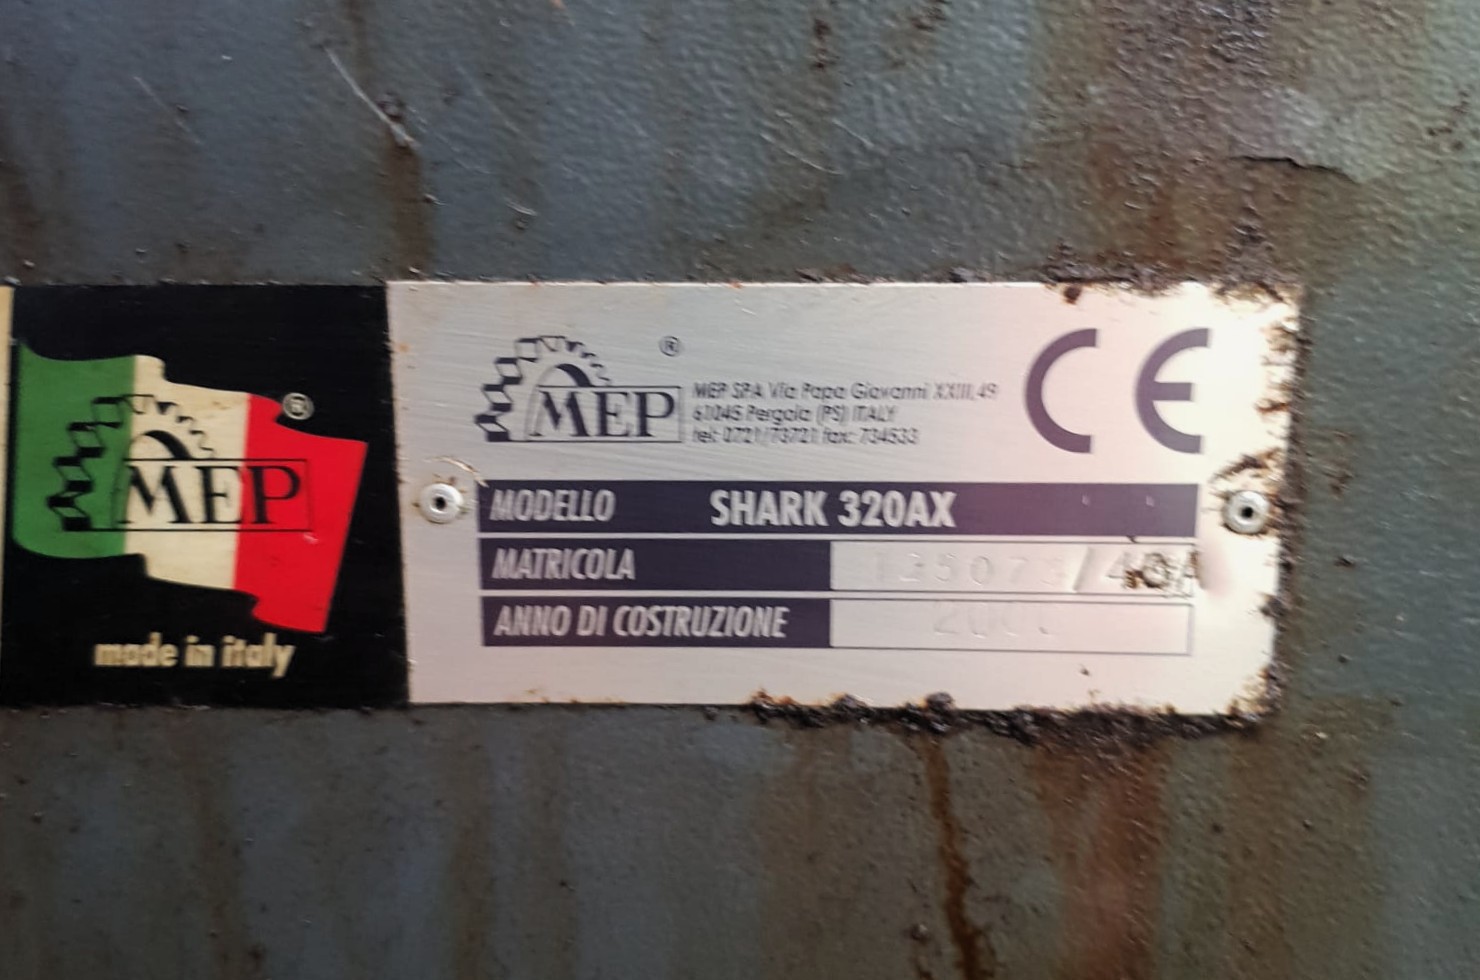 MEP
made in italy
®
MEP
MEP SPA Via Papa Giovanni XXIII,49
61045 Pergola (PS) ITALY
tel: 0721/73721 fax: 734533
CE
MODELLO SHARK 320AX
MATRICOLA
ANNO DI COSTRUZIONE